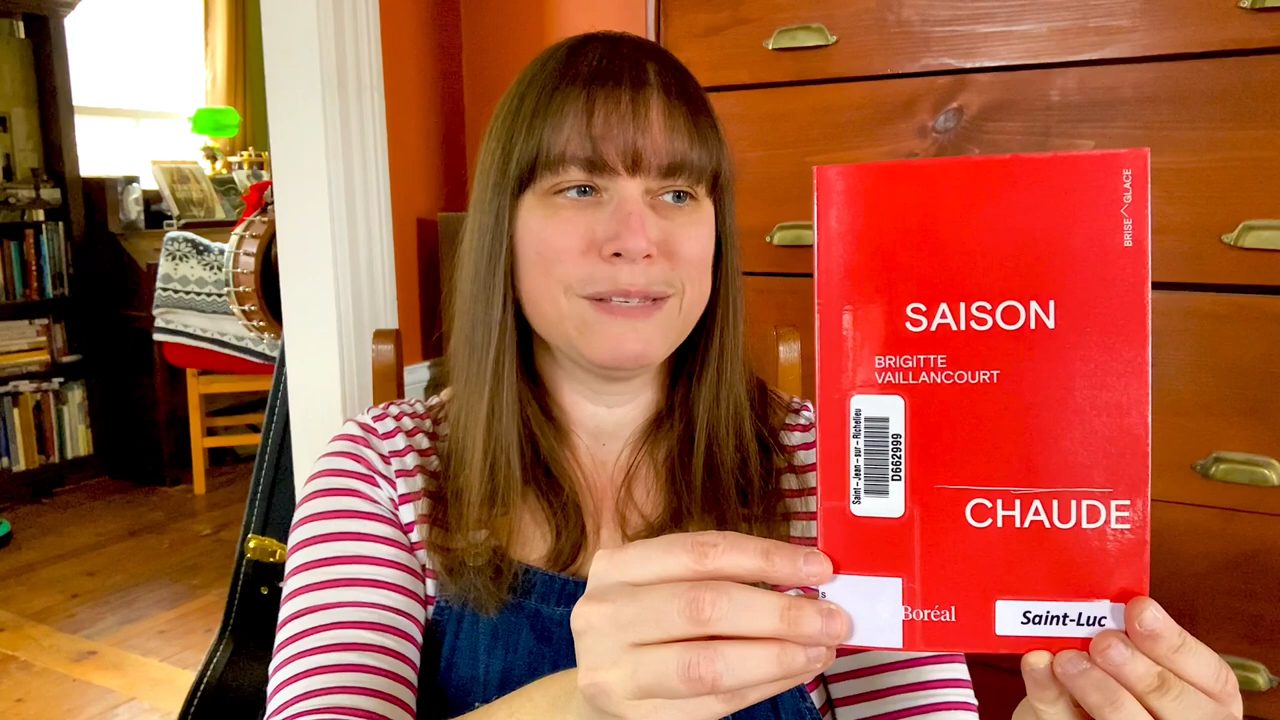 BRISE GLACE
SAISON
BRIGITTE
VAILLANCOURT
Saint-Jean-sur-Richelieu
D662999
CHAUDE
s
Boréal
Saint-Luc